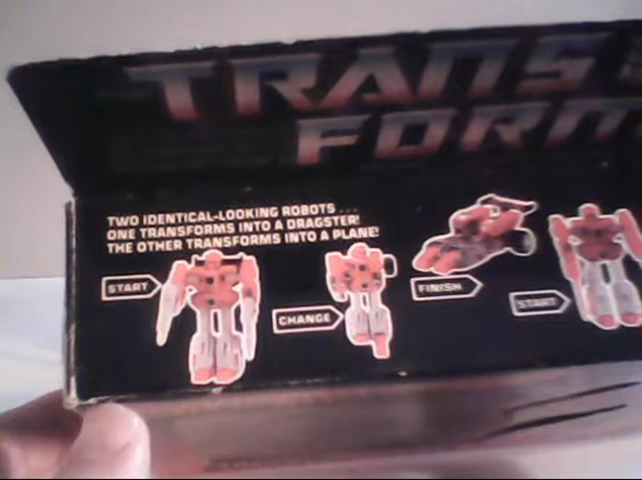 TRANS
FORM
TWO IDENTICAL-LOOKING ROBOTS . . .
ONE TRANSFORMS INTO A DRAGSTER!
THE OTHER TRANSFORMS INTO A PLANE!
START
CHANGE
FINISH
START